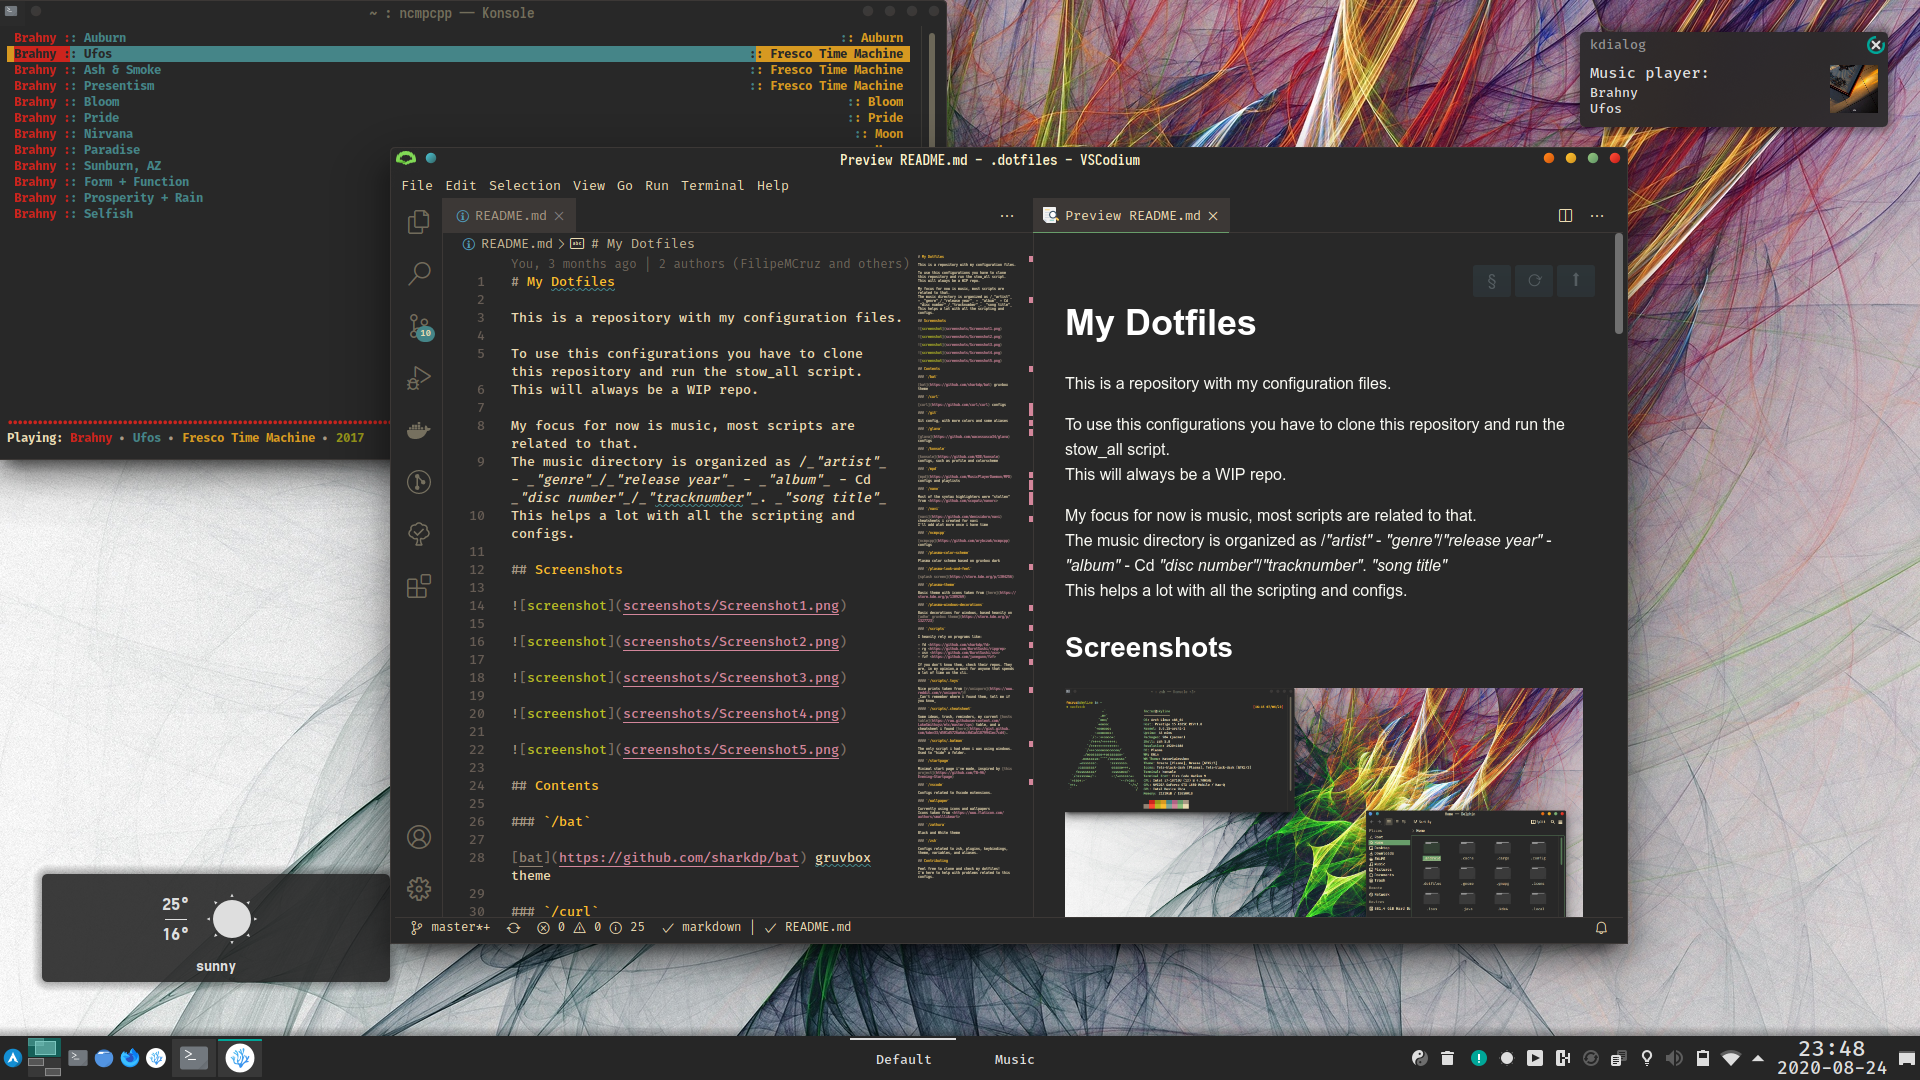 ~ : ncmpcpp — Konsole
Brahny :: Auburn :: Auburn
Brahny :: Ufos :: Fresco Time Machine
Brahny :: Ash & Smoke :: Fresco Time Machine
Brahny :: Presentism :: Fresco Time Machine
Brahny :: Bloom :: Bloom
Brahny :: Pride :: Pride
Brahny :: Nirvana :: Moon
Brahny :: Paradise
Brahny :: Sunburn, AZ
Brahny :: Form + Function
Brahny :: Prosperity + Rain
Brahny :: Selfish
Playing: Brahny • Ufos • Fresco Time Machine • 2017
kdialog
Music player:
Brahny
Ufos
Preview README.md - .dotfiles - VSCodium
File Edit Selection View Go Run Terminal Help
README.md
Preview README.md
README.md > # My Dotfiles
You, 3 months ago | 2 authors (FilipeMCruz and others)
1 # My Dotfiles
2
3 This is a repository with my configuration files.
4
5 To use this configurations you have to clone
this repository and run the stow_all script.
6 This will always be a WIP repo.
7
8 My focus for now is music, most scripts are
related to that.
9 The music directory is organized as /_"artist"_
- _"genre"_/_"release year"_ - _"album"_ - Cd
_"disc number"_/_"tracknumber"_. _"song title"_
10 This helps a lot with all the scripting and
configs.
11
12 ## Screenshots
13
14 ![screenshot](screenshots/Screenshot1.png)
15
16 ![screenshot](screenshots/Screenshot2.png)
17
18 ![screenshot](screenshots/Screenshot3.png)
19
20 ![screenshot](screenshots/Screenshot4.png)
21
22 ![screenshot](screenshots/Screenshot5.png)
23
24 ## Contents
25
26 ### `/bat`
27
28 [bat](https://github.com/sharkdp/bat) gruvbox
theme
29
30 ### `/curl`
10
§
My Dotfiles
This is a repository with my configuration files.
To use this configurations you have to clone this repository and run the
stow_all script.
This will always be a WIP repo.
My focus for now is music, most scripts are related to that.
The music directory is organized as /"artist" - "genre"/"release year" -
"album" - Cd "disc number"/"tracknumber". "song title"
This helps a lot with all the scripting and configs.
Screenshots
master*+ 0 0 25 markdown | README.md
25°
16°
sunny
Default Music
23:48
2020-08-24